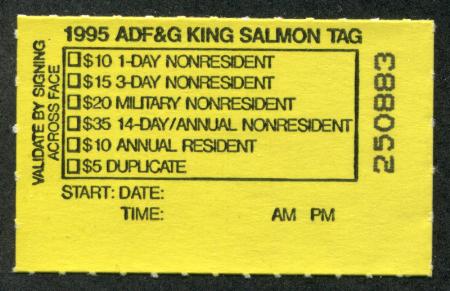 1995 ADF&G KING SALMON TAG
VALIDATE BY SIGNING
ACROSS FACE
$10 1-DAY NONRESIDENT
$15 3-DAY NONRESIDENT
$20 MILITARY NONRESIDENT
$35 14-DAY/ANNUAL NONRESIDENT
$10 ANNUAL RESIDENT
$5 DUPLICATE
250883
START: DATE:
TIME: AM PM